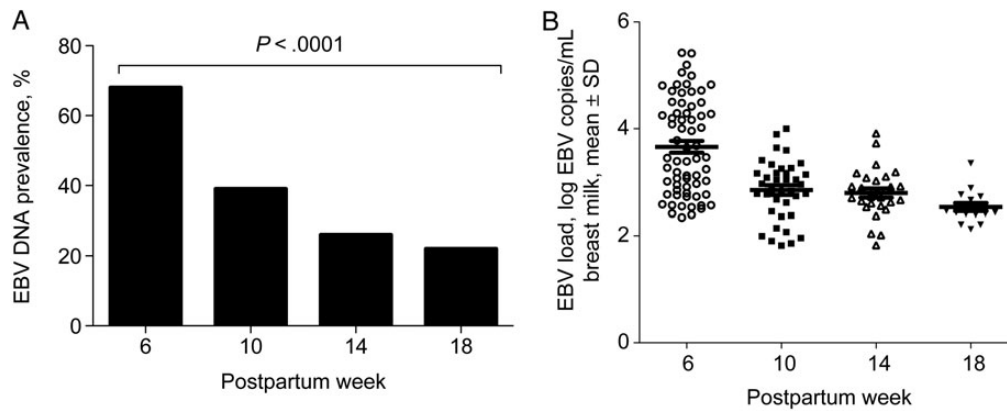 A
P < .0001
EBV DNA prevalence, %
80
60
40
20
0
6 10 14 18
Postpartum week
B
EBV load, log EBV copies/mL
breast milk, mean ± SD
6
4
2
0
6 10 14 18
Postpartum week